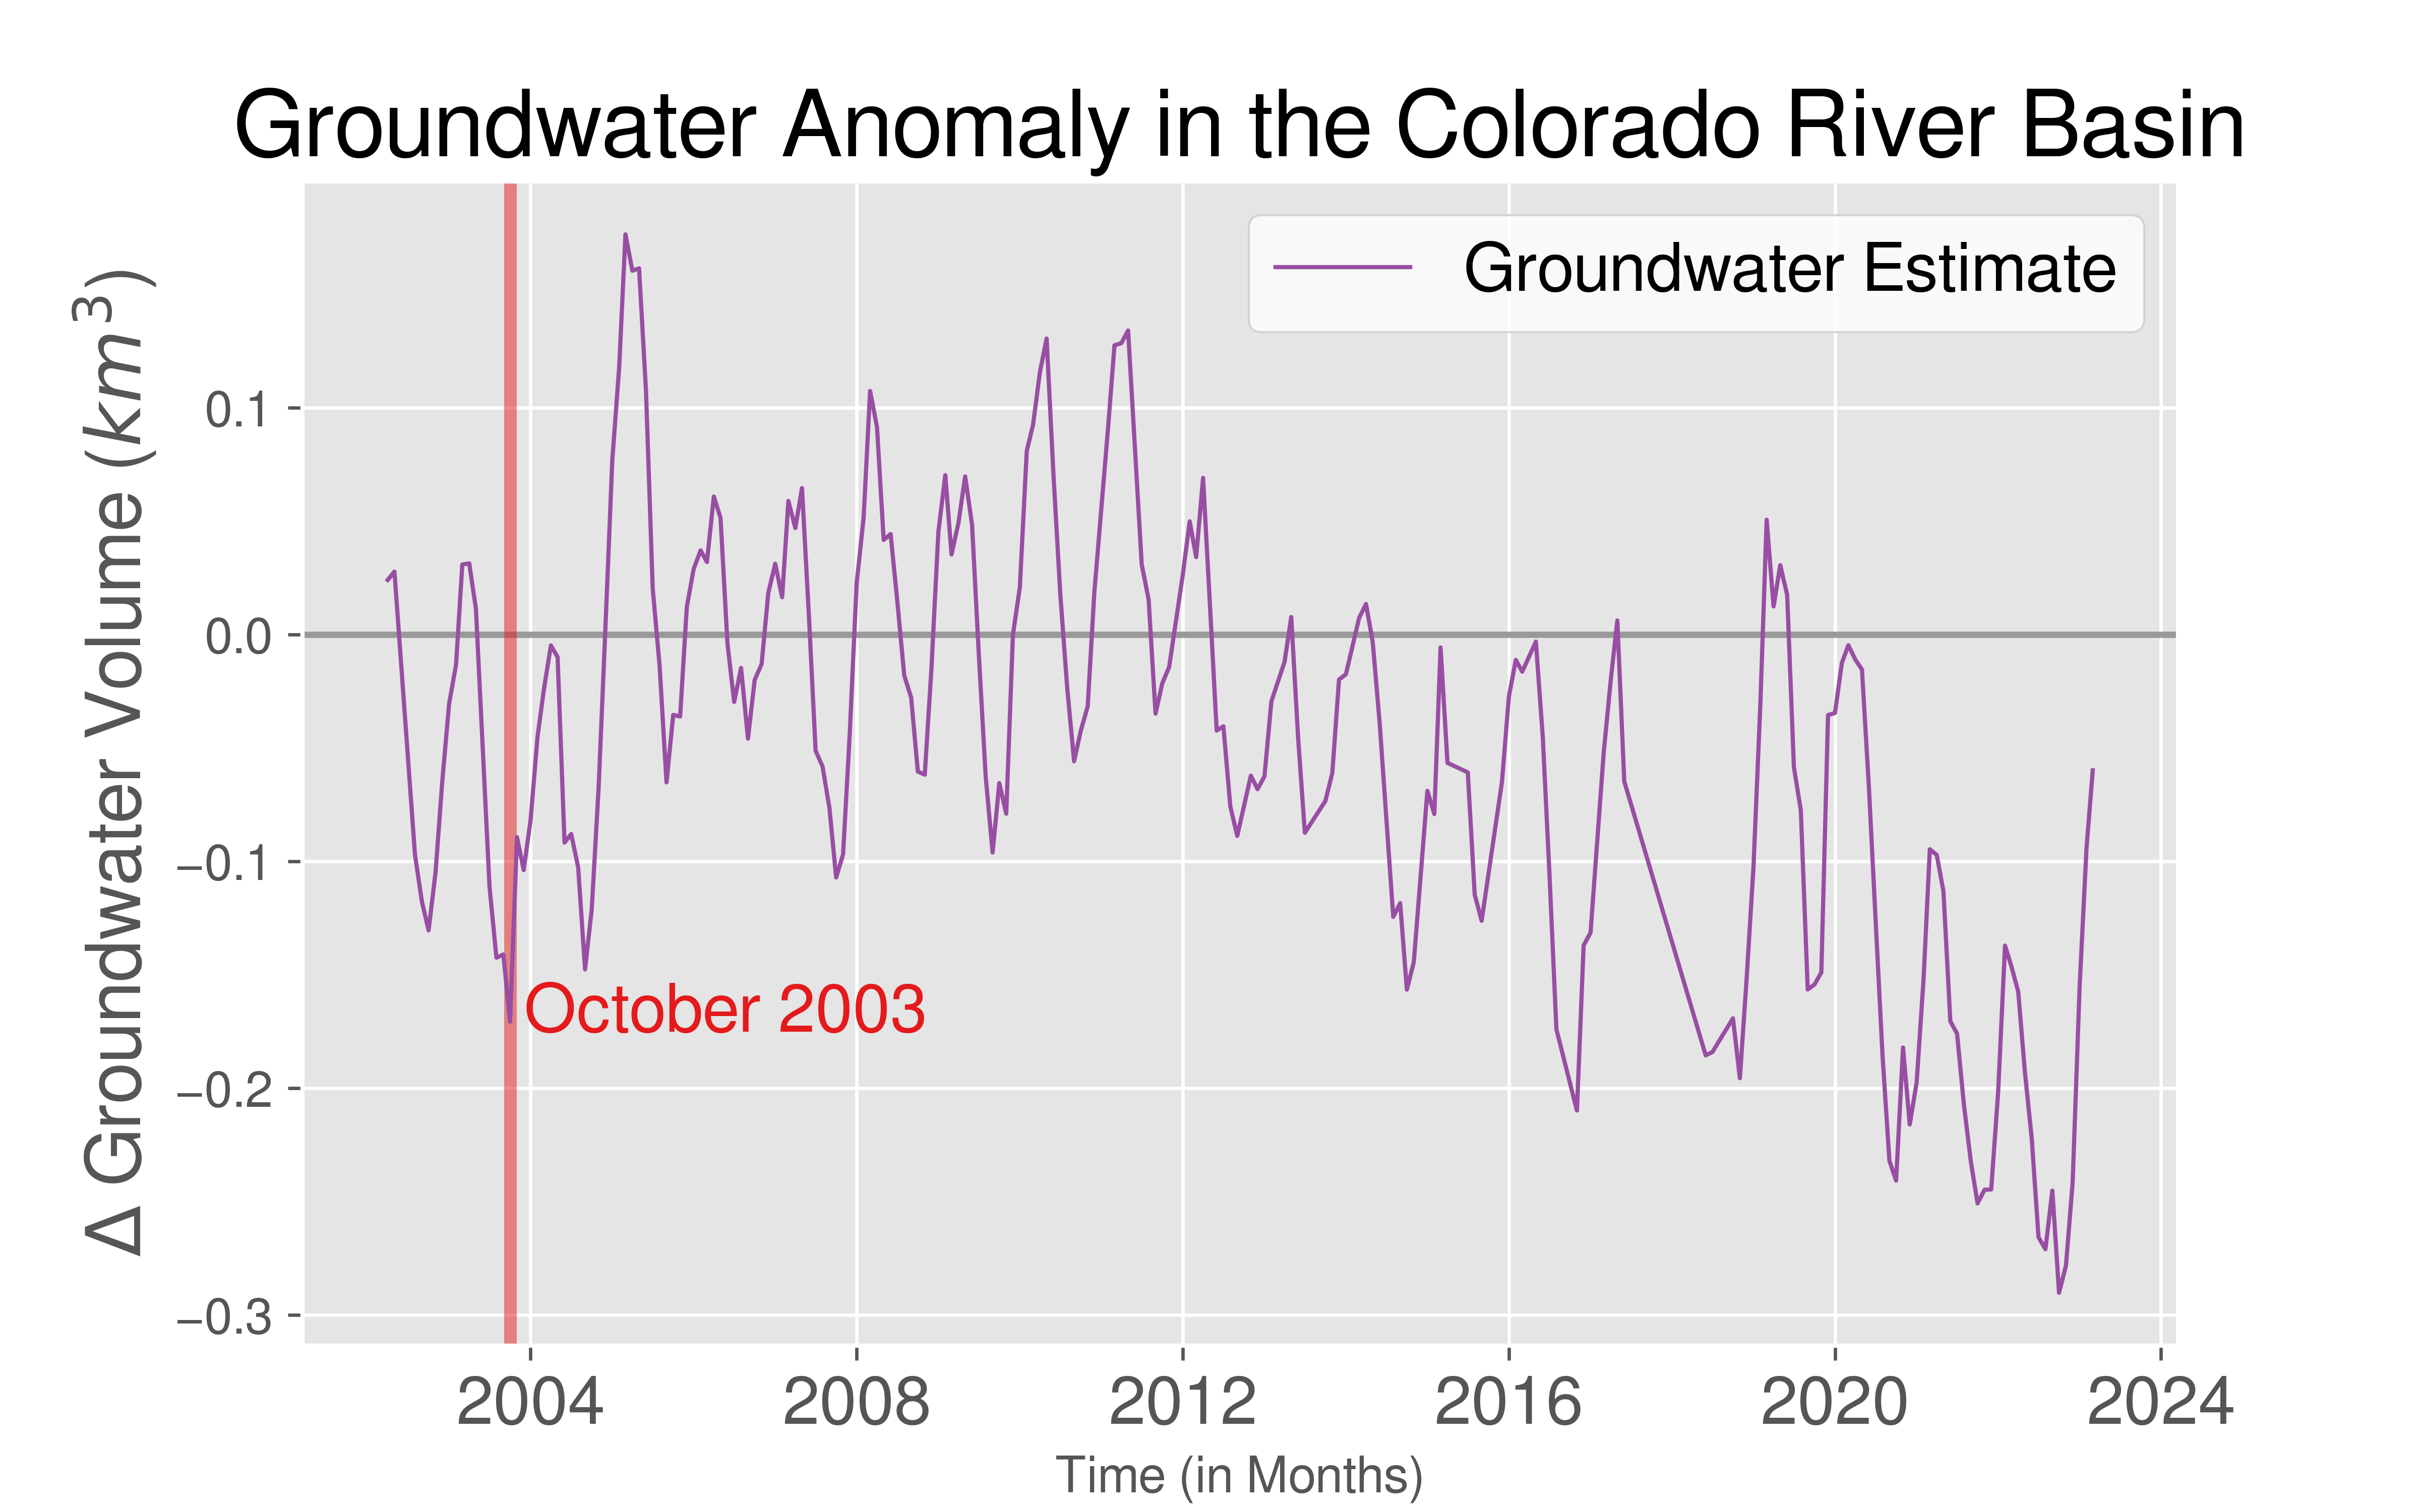 Groundwater Anomaly in the Colorado River Basin
Groundwater Estimate
Δ Groundwater Volume (km³)
0.1
0.0
−0.1
−0.2
−0.3
October 2003
2004 2008 2012 2016 2020 2024
Time (in Months)